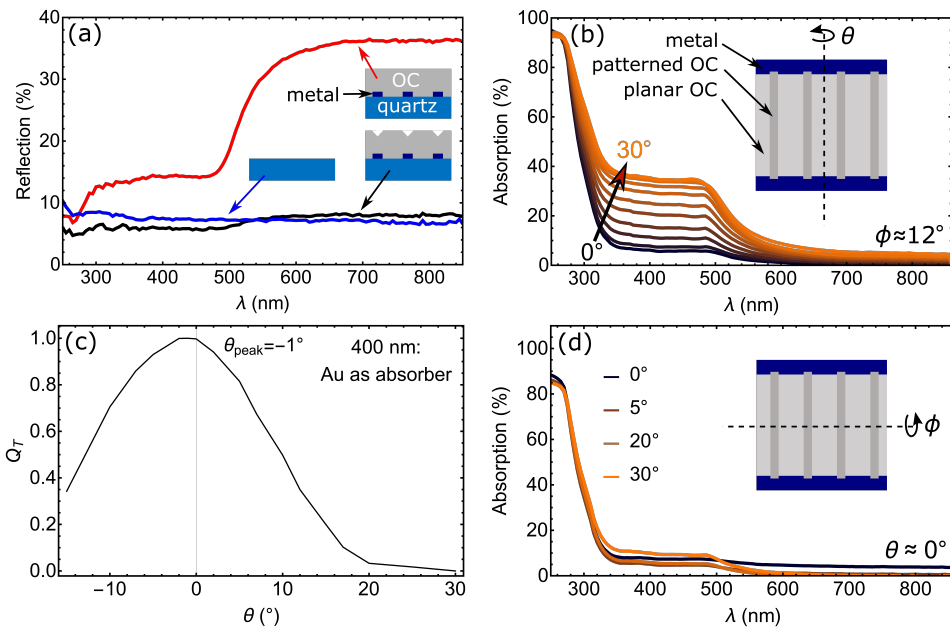 (a)
Reflection (%)
40
30
20
10
0
300 400 500 600 700 800
λ (nm)
OC
metal
quartz
(b)
Absorption (%)
100
80
60
40
20
0
300 400 500 600 700 800
λ (nm)
metal
patterned OC
planar OC
θ
30°
0°
ϕ≈12°
(c)
Q_T
1.0
0.8
0.6
0.4
0.2
0.0
−10 0 10 20 30
θ (°)
θpeak=−1°
400 nm:
Au as absorber
(d)
Absorption (%)
100
80
60
40
20
0
300 400 500 600 700 800
λ (nm)
0°
5°
20°
30°
ϕ
θ ≈ 0°